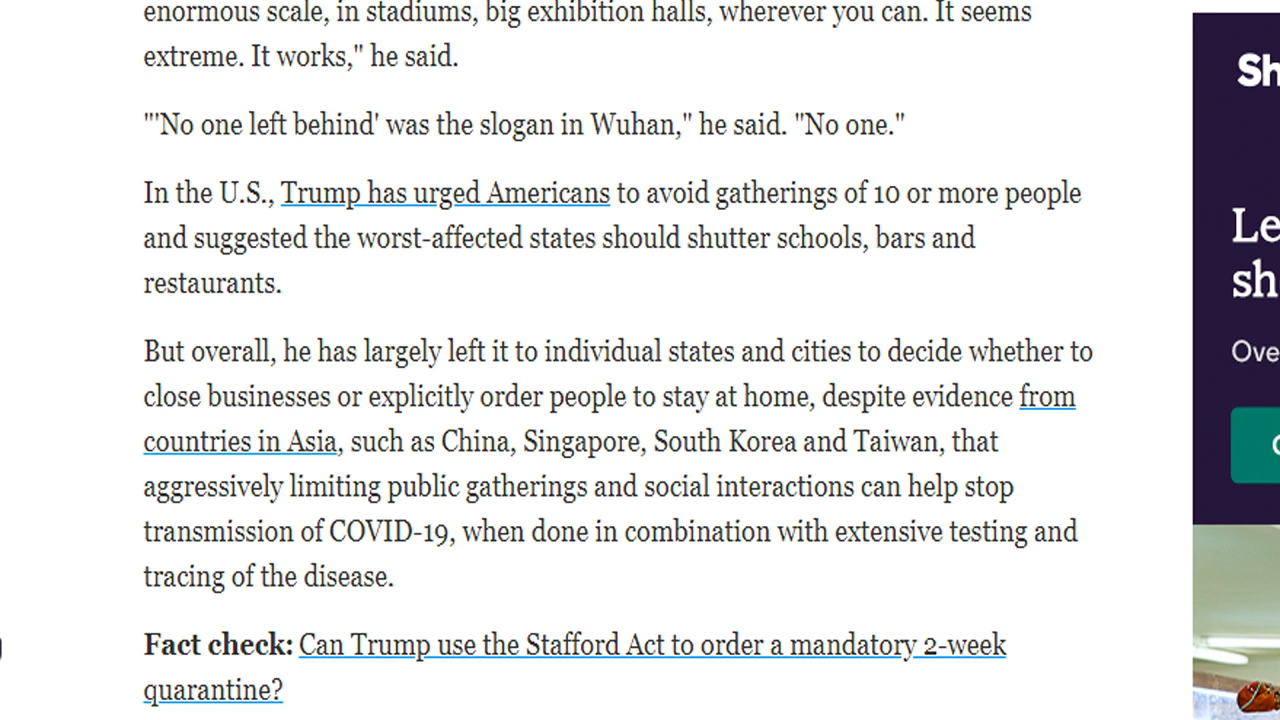 enormous scale, in stadiums, big exhibition halls, wherever you can. It seems
extreme. It works," he said.
"'No one left behind' was the slogan in Wuhan," he said. "No one."
In the U.S., Trump has urged Americans to avoid gatherings of 10 or more people
and suggested the worst-affected states should shutter schools, bars and
restaurants.
But overall, he has largely left it to individual states and cities to decide whether to
close businesses or explicitly order people to stay at home, despite evidence from
countries in Asia, such as China, Singapore, South Korea and Taiwan, that
aggressively limiting public gatherings and social interactions can help stop
transmission of COVID-19, when done in combination with extensive testing and
tracing of the disease.
Fact check: Can Trump use the Stafford Act to order a mandatory 2-week
quarantine?
Sh
Le
sh
Ove